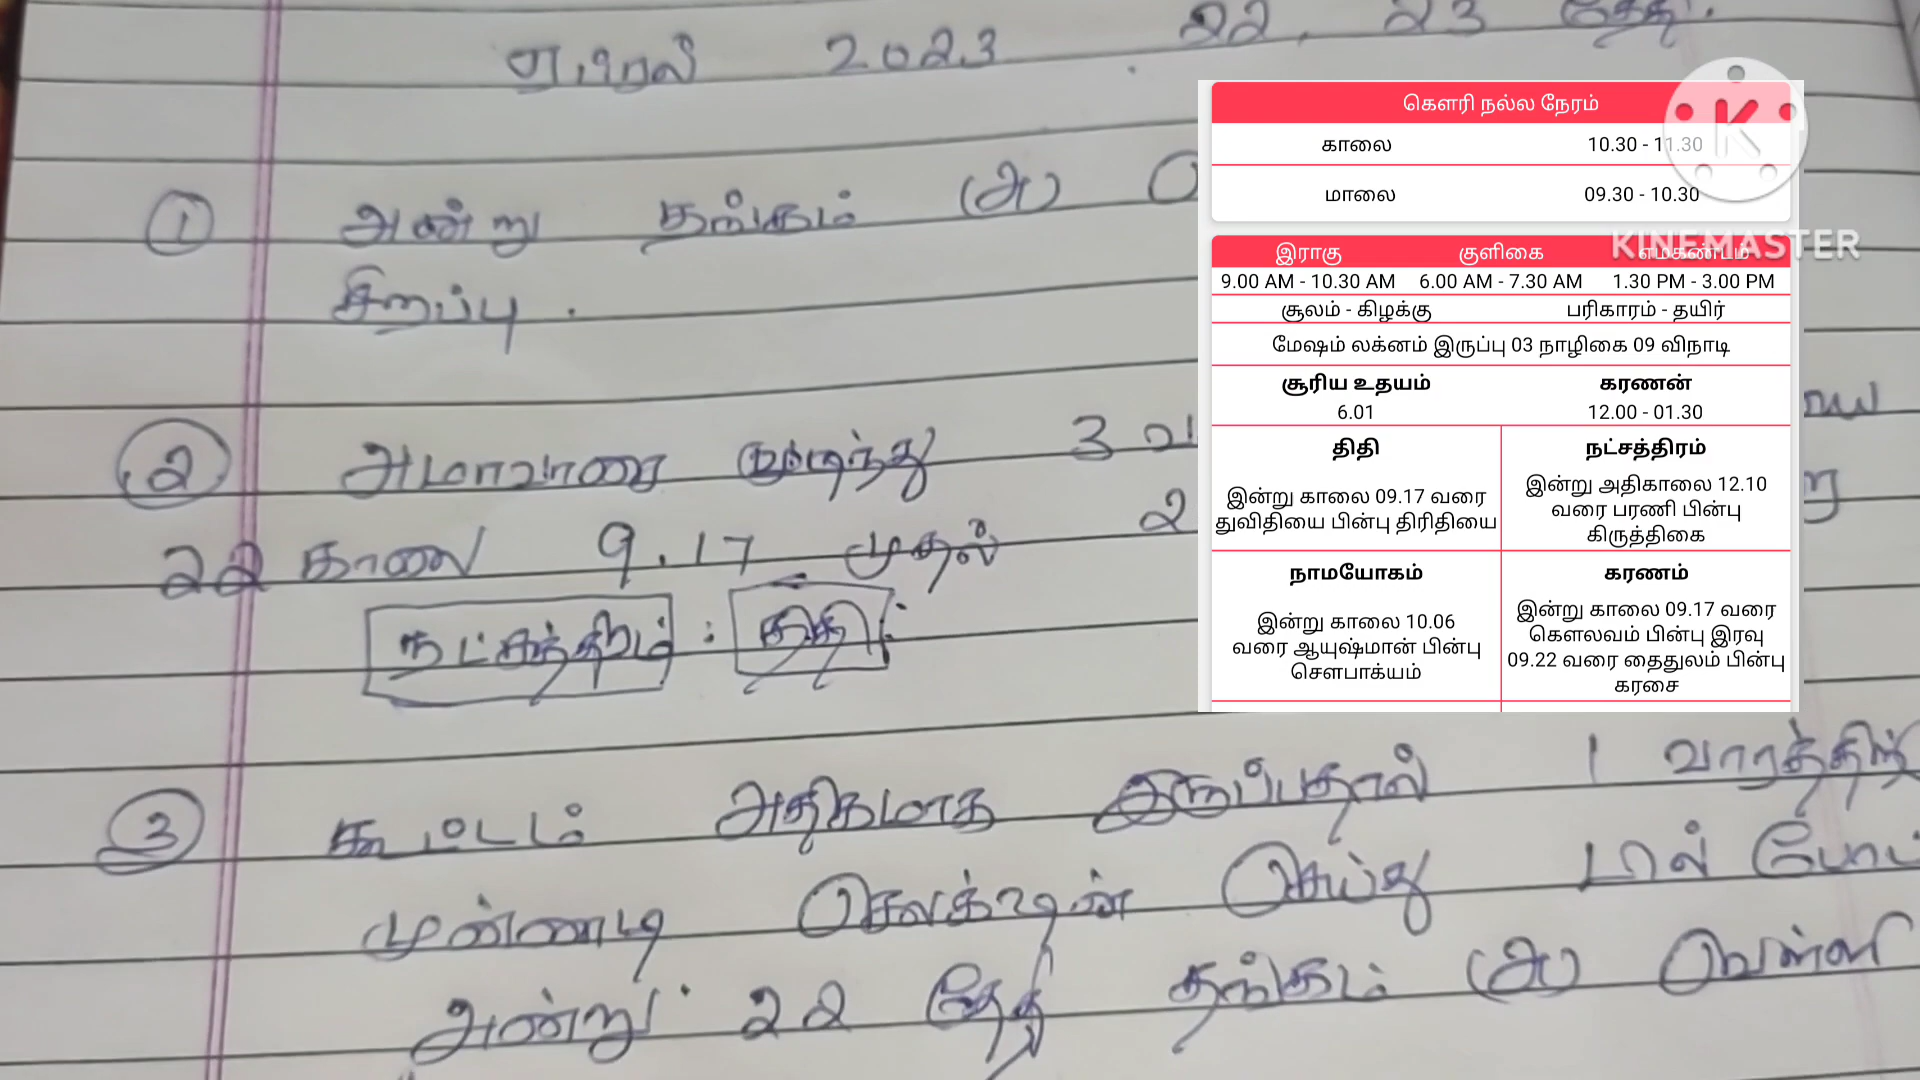 ஏப்ரல் 2023 22, 23 தேதி.
① அன்று தங்கம் (அ)
சிறப்பு.
② அமாவாசை முடிந்து 3
22 காலை 9.17 முதல் 2
நட்சத்திரம் : திதி :
③ கூட்டம் அதிகமாக இருப்பதால் 1 வாரத்திற்
முன்னாடி செலக்ஷன் செய்து பில் போட
அன்று 22 தேதி தங்கம் (அ) வெள்ளி
கௌரி நல்ல நேரம்
காலை 10.30 - 11.30
மாலை 09.30 - 10.30
KINEMASTER
இராகு குளிகை எமகண்டம்
9.00 AM - 10.30 AM 6.00 AM - 7.30 AM 1.30 PM - 3.00 PM
சூலம் - கிழக்கு பரிகாரம் - தயிர்
மேஷம் லக்னம் இருப்பு 03 நாழிகை 09 விநாடி
சூரிய உதயம் கரணன்
6.01 12.00 - 01.30
திதி
இன்று காலை 09.17 வரை
துவிதியை பின்பு திரிதியை
நட்சத்திரம்
இன்று அதிகாலை 12.10
வரை பரணி பின்பு
கிருத்திகை
நாமயோகம்
இன்று காலை 10.06
வரை ஆயுஷ்மான் பின்பு
சௌபாக்யம்
கரணம்
இன்று காலை 09.17 வரை
கௌலவம் பின்பு இரவு
09.22 வரை தைதுலம் பின்பு
கரசை